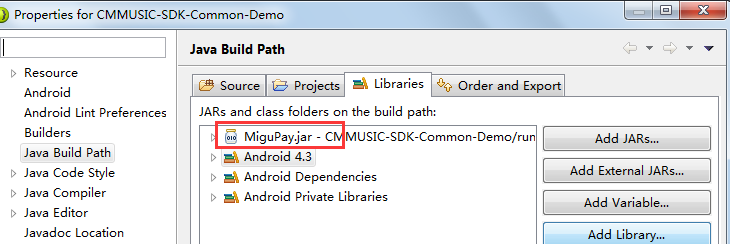 Properties for CMMUSIC-SDK-Common-Demo
Java Build Path
Resource
Android
Android Lint Preferences
Builders
Java Build Path
Java Code Style
Java Compiler
Java Editor
Javadoc Location
Source
Projects
Libraries
Order and Export
JARs and class folders on the build path:
MiguPay.jar - CMMUSIC-SDK-Common-Demo/run
Android 4.3
Android Dependencies
Android Private Libraries
Add JARs...
Add External JARs...
Add Variable...
Add Library...